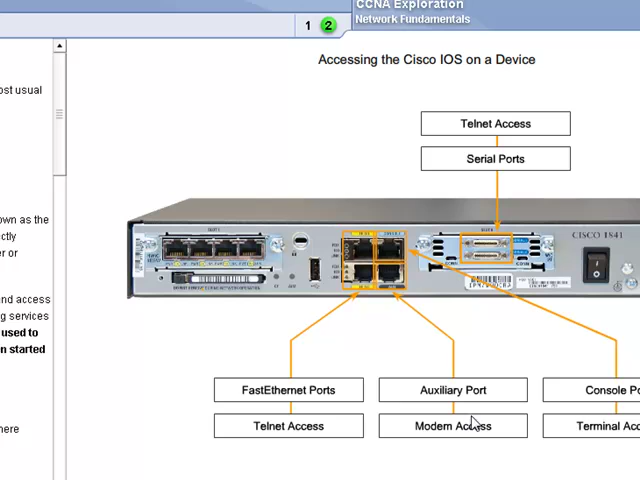 CCNA Exploration
Network Fundamentals
1 2
Accessing the Cisco IOS on a Device
ost usual
Telnet Access
Serial Ports
own as the
ctly
er or
CISCO 1841
nd access
ng services
used to
n started
FastEthernet Ports
Auxiliary Port
Console Po
Telnet Access
Modem Access
Terminal Acc
here